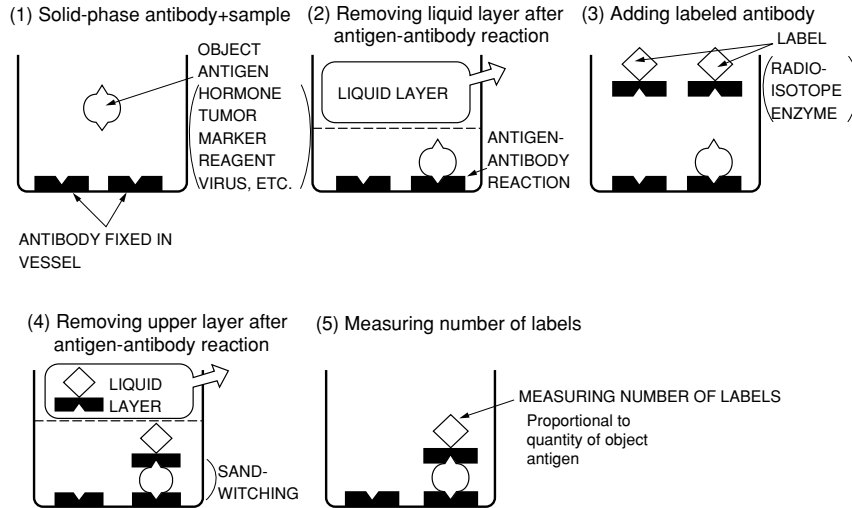 (1) Solid-phase antibody+sample
OBJECT
ANTIGEN
HORMONE
TUMOR
MARKER
REAGENT
VIRUS, ETC.
ANTIBODY FIXED IN
VESSEL
(2) Removing liquid layer after
antigen-antibody reaction
LIQUID LAYER
ANTIGEN-
ANTIBODY
REACTION
(3) Adding labeled antibody
LABEL
RADIO-
ISOTOPE
ENZYME
(4) Removing upper layer after
antigen-antibody reaction
LIQUID
LAYER
SAND-
WITCHING
(5) Measuring number of labels
MEASURING NUMBER OF LABELS
Proportional to
quantity of object
antigen